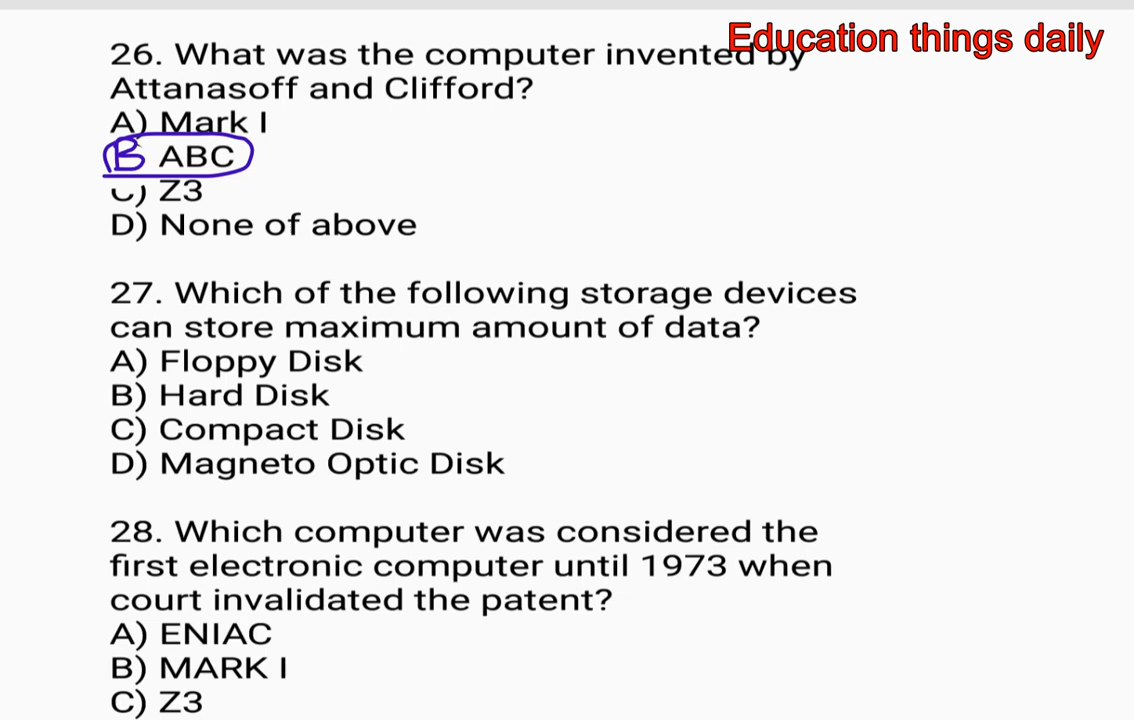 Education things daily
26. What was the computer invented by
Attanasoff and Clifford?
A) Mark I
B ABC
C) Z3
D) None of above
27. Which of the following storage devices
can store maximum amount of data?
A) Floppy Disk
B) Hard Disk
C) Compact Disk
D) Magneto Optic Disk
28. Which computer was considered the
first electronic computer until 1973 when
court invalidated the patent?
A) ENIAC
B) MARK I
C) Z3